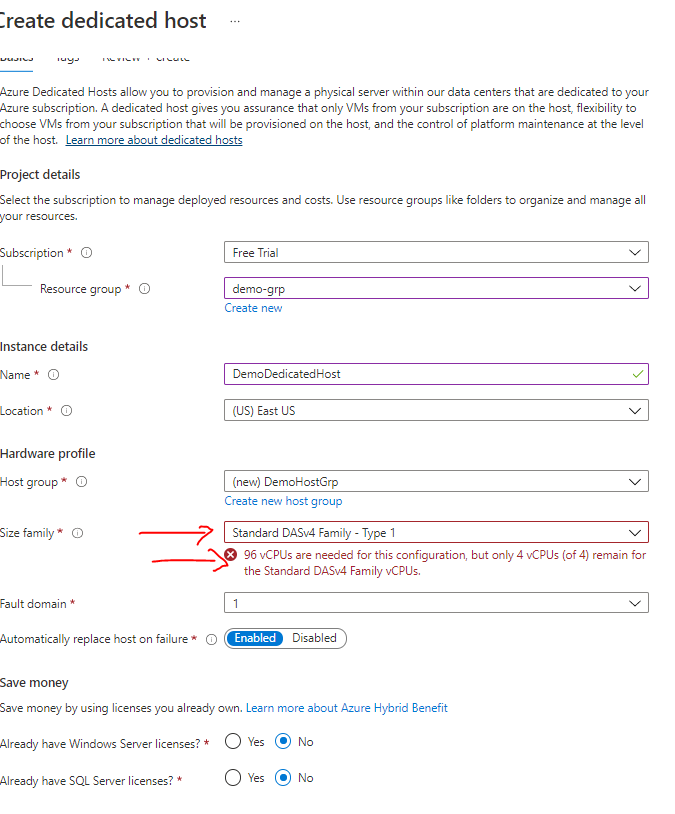 Create dedicated host ...
Basics Tags Review + create
Azure Dedicated Hosts allow you to provision and manage a physical server within our data centers that are dedicated to your
Azure subscription. A dedicated host gives you assurance that only VMs from your subscription are on the host, flexibility to
choose VMs from your subscription that will be provisioned on the host, and the control of platform maintenance at the level
of the host. Learn more about dedicated hosts
Project details
Select the subscription to manage deployed resources and costs. Use resource groups like folders to organize and manage all
your resources.
Subscription * Free Trial
Resource group * demo-grp
Create new
Instance details
Name * DemoDedicatedHost
Location * (US) East US
Hardware profile
Host group * (new) DemoHostGrp
Create new host group
Size family * Standard DASv4 Family - Type 1
96 vCPUs are needed for this configuration, but only 4 vCPUs (of 4) remain for
the Standard DASv4 Family vCPUs.
Fault domain * 1
Automatically replace host on failure * Enabled Disabled
Save money
Save money by using licenses you already own. Learn more about Azure Hybrid Benefit
Already have Windows Server licenses? * Yes No
Already have SQL Server licenses? * Yes No